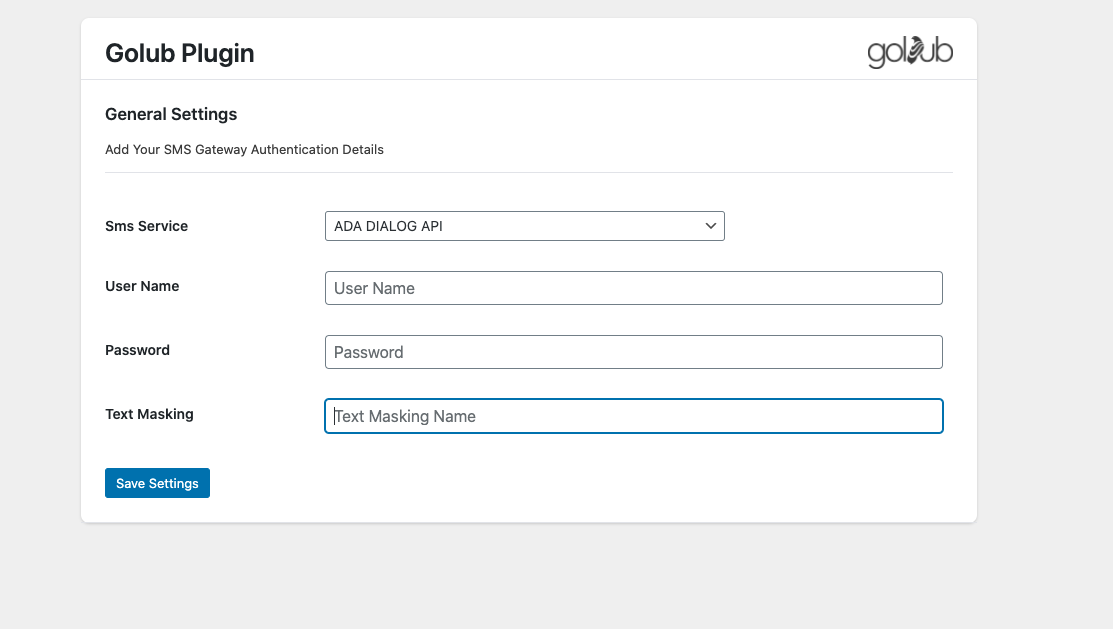 Golub Plugin
golub
General Settings
Add Your SMS Gateway Authentication Details
Sms Service
ADA DIALOG API
User Name
User Name
Password
Password
Text Masking
Text Masking Name
Save Settings